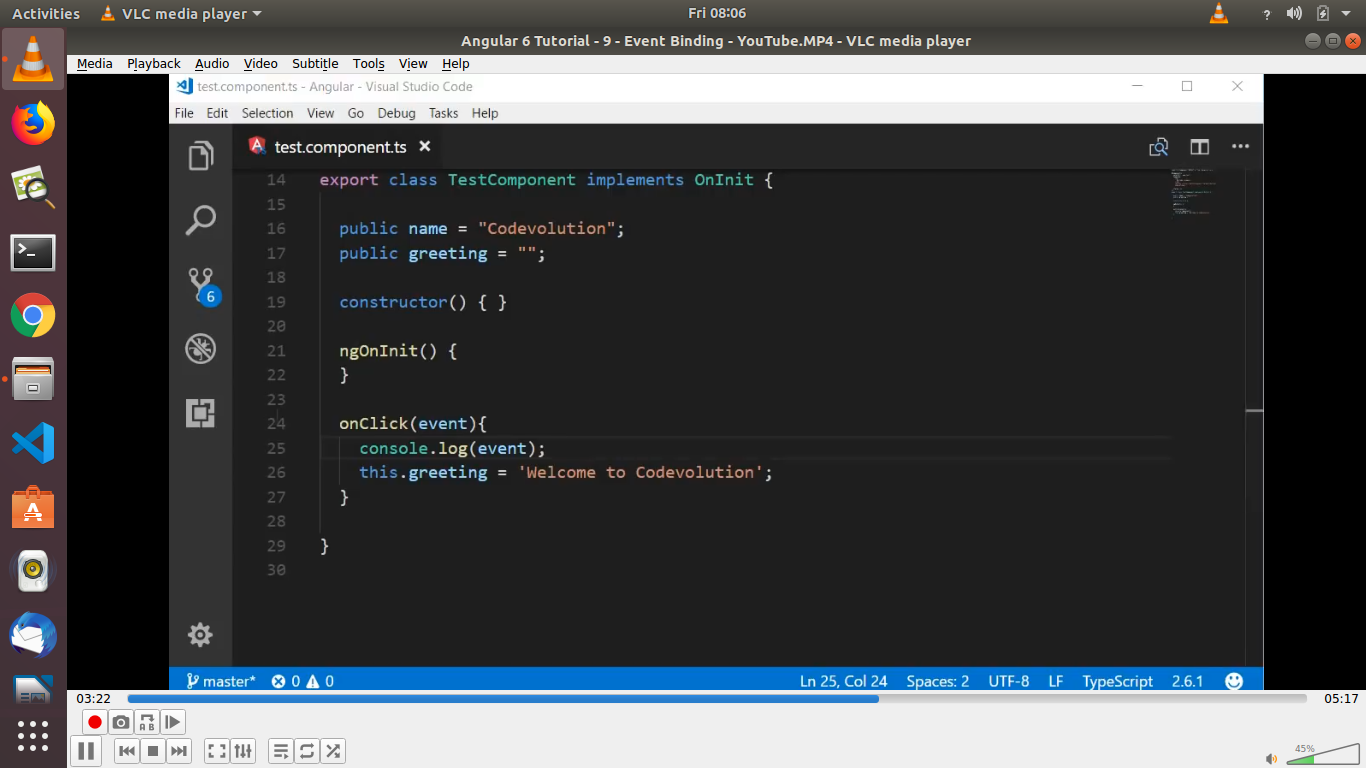 Activities VLC media player Fri 08:06 ?
Angular 6 Tutorial - 9 - Event Binding - YouTube.MP4 - VLC media player
Media Playback Audio Video Subtitle Tools View Help
test.component.ts - Angular - Visual Studio Code
File Edit Selection View Go Debug Tasks Help
test.component.ts
14 export class TestComponent implements OnInit {
15
16 public name = "Codevolution";
17 public greeting = "";
18
19 constructor() { }
20
21 ngOnInit() {
22 }
23
24 onClick(event){
25 console.log(event);
26 this.greeting = 'Welcome to Codevolution';
27 }
28
29 }
30
6
master* 0 0 Ln 25, Col 24 Spaces: 2 UTF-8 LF TypeScript 2.6.1
03:22 05:17
A B
45%